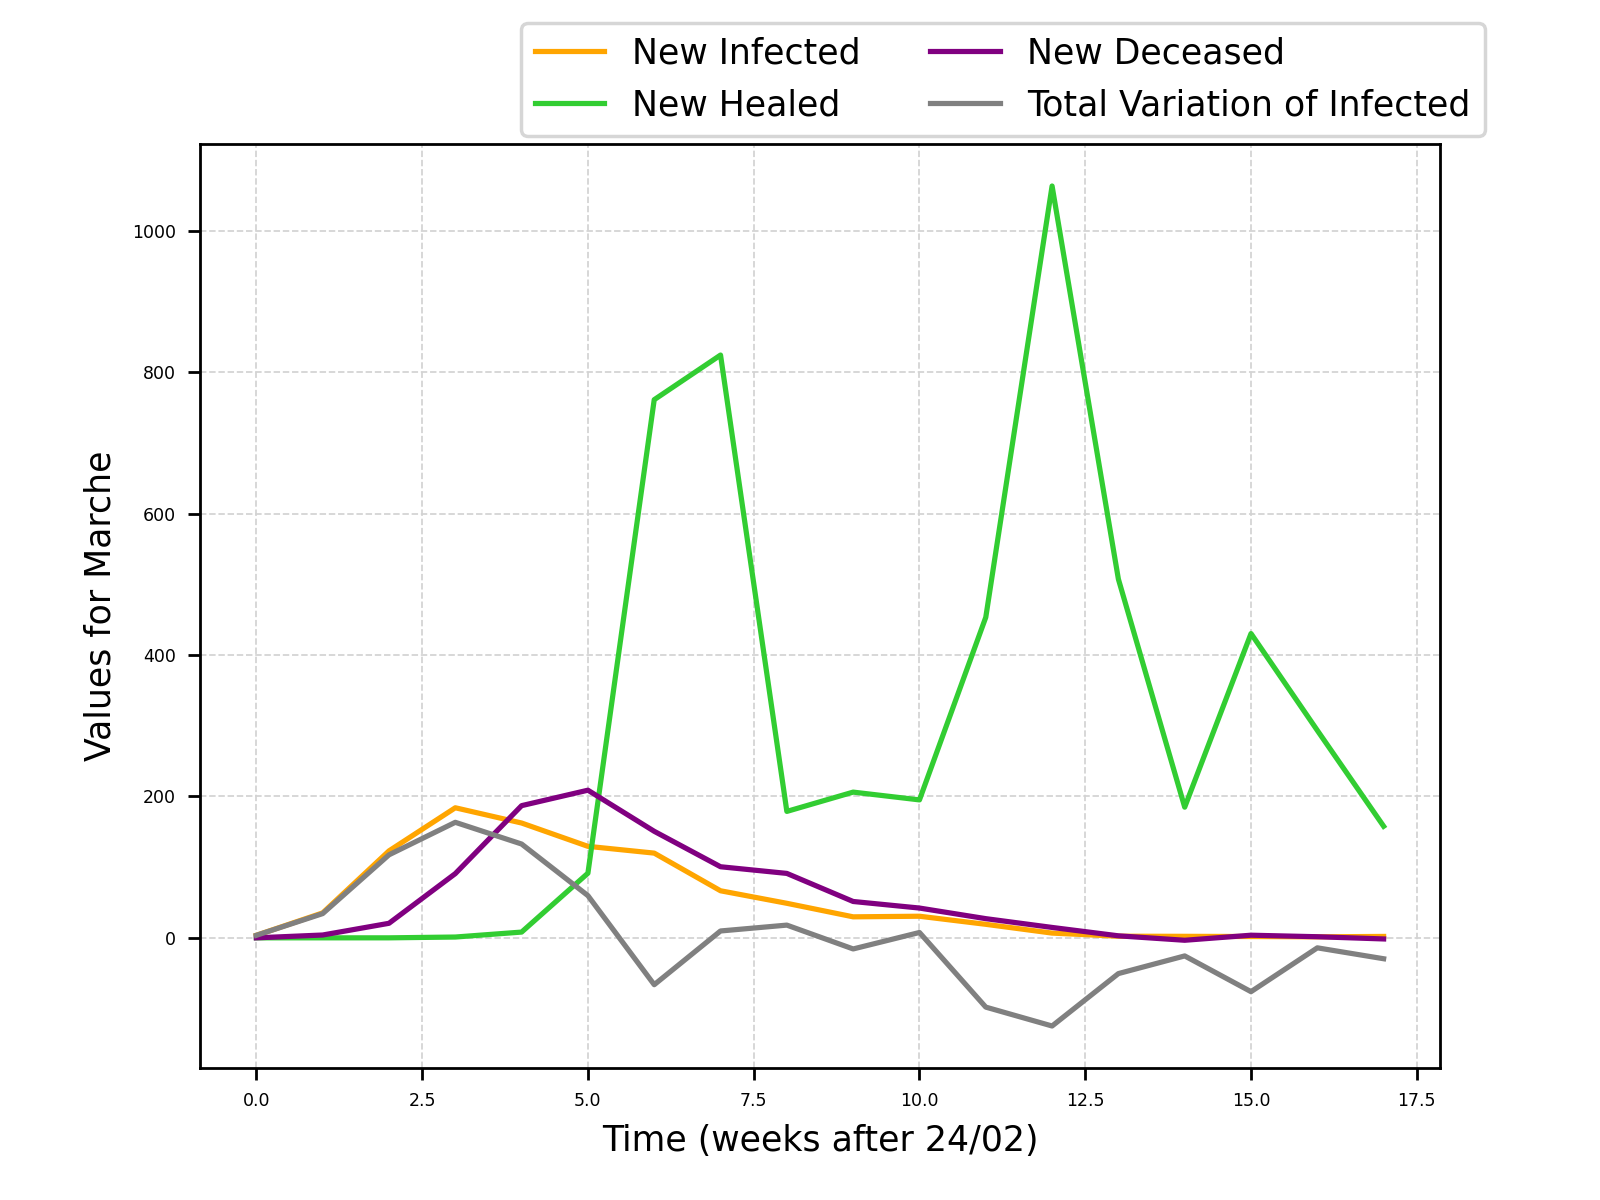 New Infected
New Healed
New Deceased
Total Variation of Infected
1000
800
600
400
200
0
Values for Marche
0.0 2.5 5.0 7.5 10.0 12.5 15.0 17.5
Time (weeks after 24/02)